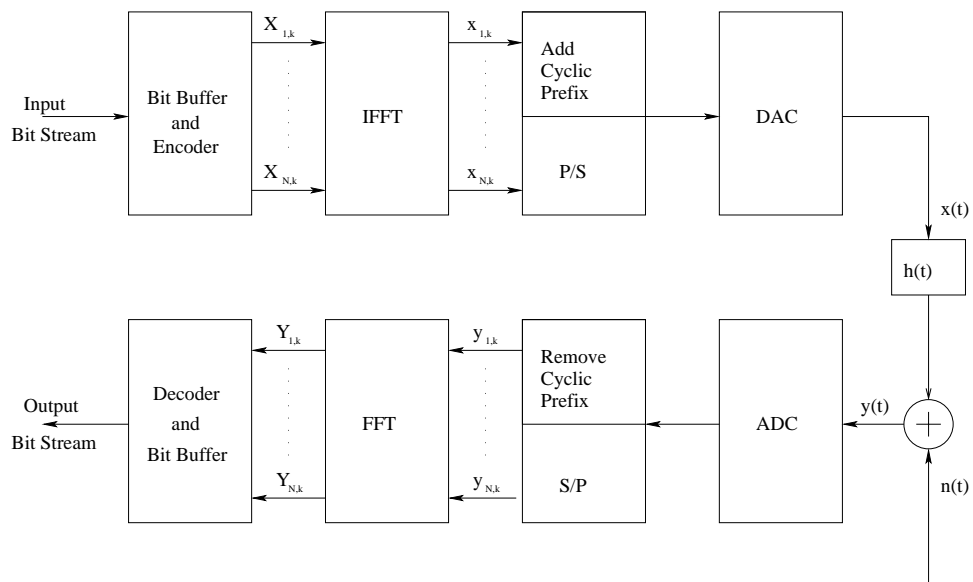 X 1,k
x 1,k
Add
Cyclic
Prefix
Input
Bit Stream
Bit Buffer
and
Encoder
IFFT
DAC
X N,k
x N,k
P/S
x(t)
h(t)
Y 1,k
y 1,k
Remove
Cyclic
Prefix
Output
Bit Stream
Decoder
and
Bit Buffer
FFT
ADC
y(t)
Y N,k
y N,k
S/P
n(t)